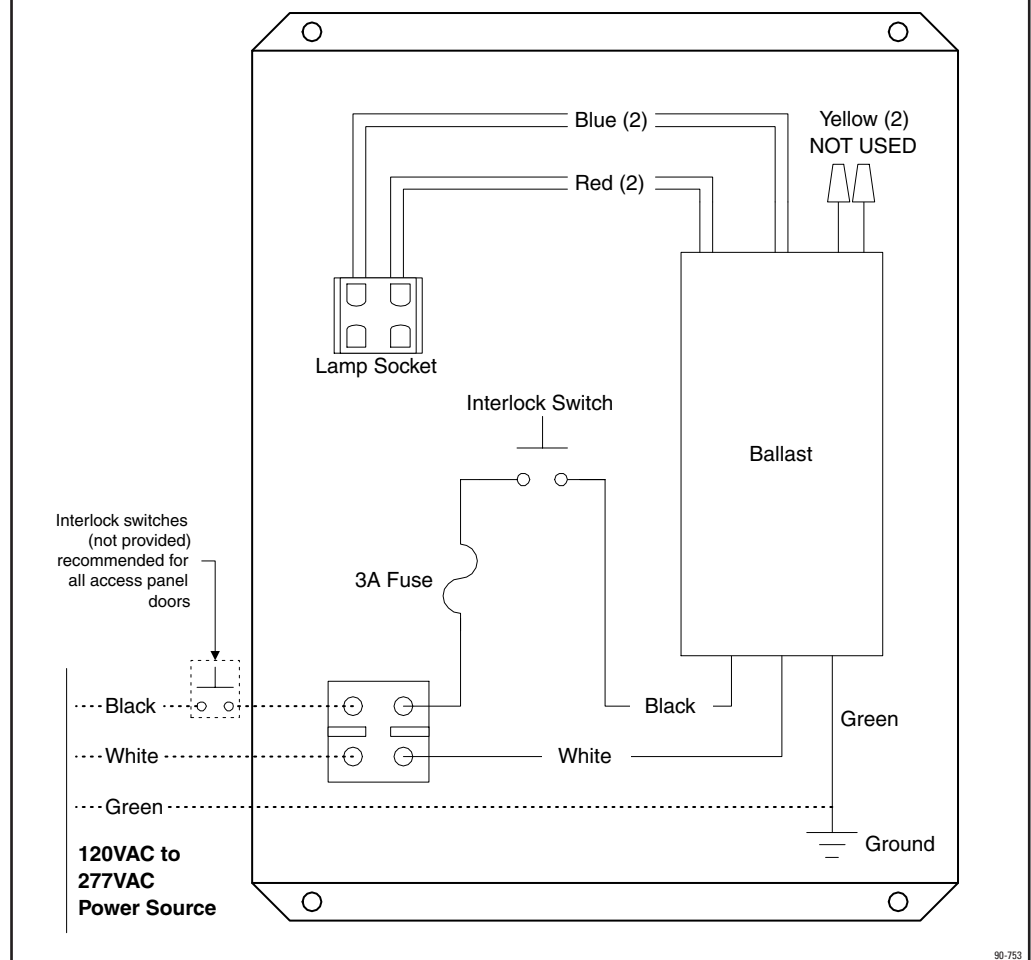 Blue (2)
Yellow (2)
NOT USED
Red (2)
Lamp Socket
Interlock Switch
Ballast
Interlock switches
(not provided)
recommended for
all access panel
doors
3A Fuse
Black
Black
Green
White
White
Green
Ground
120VAC to
277VAC
Power Source
90-753